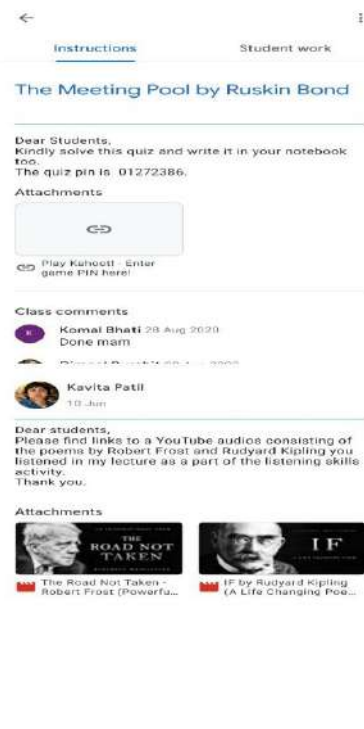 Instructions Student work
The Meeting Pool by Ruskin Bond
Dear Students,
Kindly solve this quiz and write it in your notebook
too.
The quiz pin is 01272386.
Attachments
Play Kahoot! - Enter
game PIN here!
Class comments
K
Komal Bhati 28 Aug 2020
Done mam
Kavita Patil
10 Jun
Dear students,
Please find links to a YouTube audios consisting of
the poems by Robert Frost and Rudyard Kipling you
listened in my lecture as a part of the listening skills
activity.
Thank you.
Attachments
THE
ROAD NOT
TAKEN
IF
The Road Not Taken -
Robert Frost (Powerfu...
IF by Rudyard Kipling
(A Life Changing Poe...